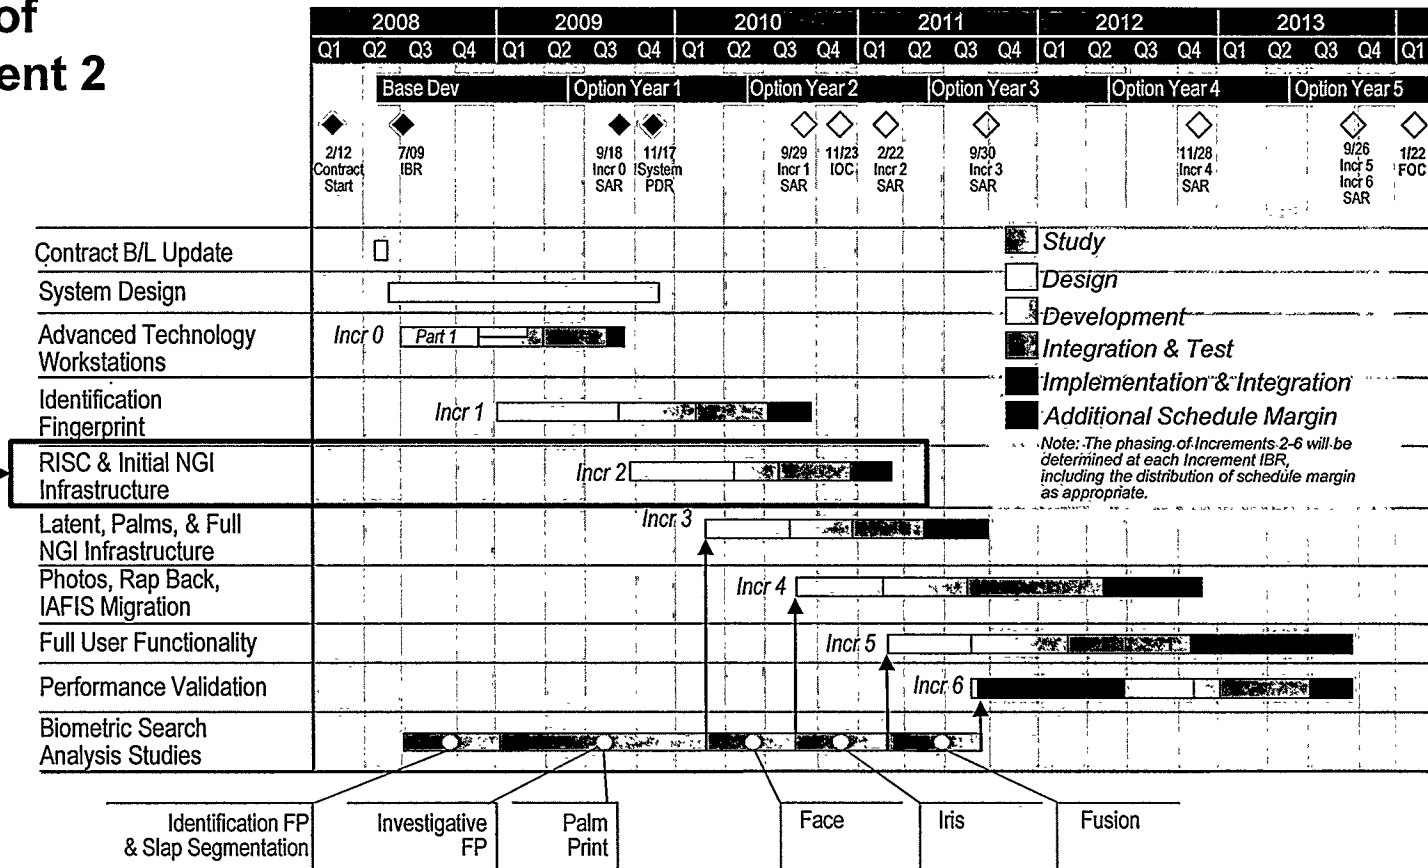 of
ent 2
2008 2009 2010 2011 2012 2013
Q1 Q2 Q3 Q4 Q1 Q2 Q3 Q4 Q1 Q2 Q3 Q4 Q1 Q2 Q3 Q4 Q1 Q2 Q3 Q4 Q1 Q2 Q3 Q4 Q1
Base Dev Option Year 1 Option Year 2 Option Year 3 Option Year 4 Option Year 5
2/12
Contract
Start
7/09
IBR
9/18
Incr 0
SAR
11/17
System
PDR
9/29
Incr 1
SAR
11/23
IOC
2/22
Incr 2
SAR
9/30
Incr 3
SAR
11/28
Incr 4
SAR
9/26
Incr 5
Incr 6
SAR
1/22
FOC
Contract B/L Update
System Design
Advanced Technology
Workstations
Incr 0 Part 1
Identification
Fingerprint
Incr 1
RISC & Initial NGI
Infrastructure
Incr 2
Latent, Palms, & Full
NGI Infrastructure
Incr 3
Photos, Rap Back,
IAFIS Migration
Incr 4
Full User Functionality
Incr 5
Performance Validation
Incr 6
Biometric Search
Analysis Studies
Study
Design
Development
Integration & Test
Implementation & Integration
Additional Schedule Margin
Note: The phasing of Increments 2-6 will be
determined at each Increment IBR,
including the distribution of schedule margin
as appropriate.
Identification FP
& Slap Segmentation
Investigative
FP
Palm
Print
Face
Iris
Fusion